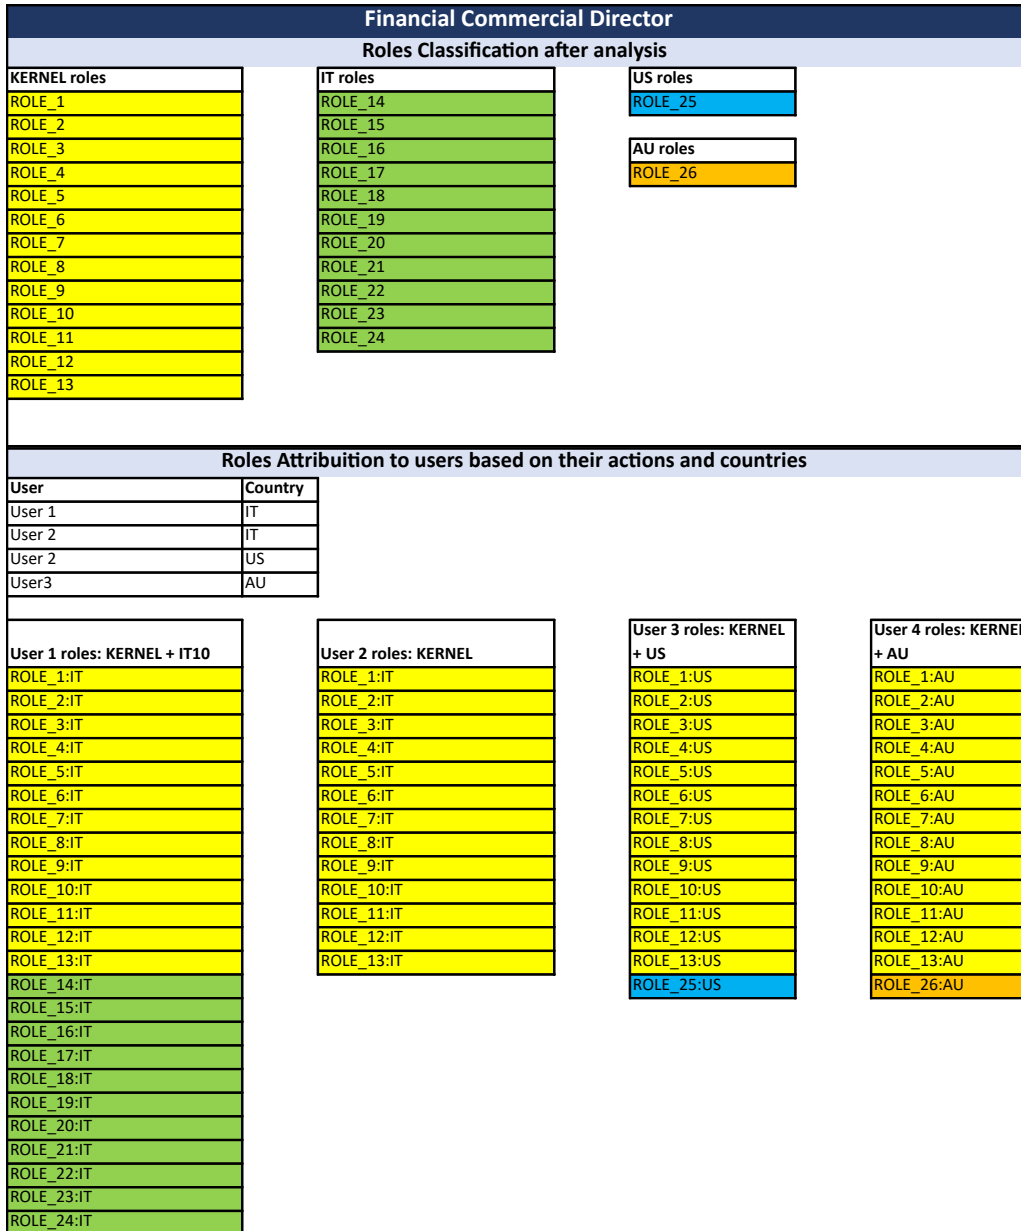 Financial Commercial Director
Roles Classification after analysis
KERNEL roles
ROLE_1
ROLE_2
ROLE_3
ROLE_4
ROLE_5
ROLE_6
ROLE_7
ROLE_8
ROLE_9
ROLE_10
ROLE_11
ROLE_12
ROLE_13
IT roles
ROLE_14
ROLE_15
ROLE_16
ROLE_17
ROLE_18
ROLE_19
ROLE_20
ROLE_21
ROLE_22
ROLE_23
ROLE_24
US roles
ROLE_25
AU roles
ROLE_26
Roles Attribuition to users based on their actions and countries
User Country
User 1 IT
User 2 IT
User 2 US
User3 AU
User 1 roles: KERNEL + IT10
ROLE_1:IT
ROLE_2:IT
ROLE_3:IT
ROLE_4:IT
ROLE_5:IT
ROLE_6:IT
ROLE_7:IT
ROLE_8:IT
ROLE_9:IT
ROLE_10:IT
ROLE_11:IT
ROLE_12:IT
ROLE_13:IT
ROLE_14:IT
ROLE_15:IT
ROLE_16:IT
ROLE_17:IT
ROLE_18:IT
ROLE_19:IT
ROLE_20:IT
ROLE_21:IT
ROLE_22:IT
ROLE_23:IT
ROLE_24:IT
User 2 roles: KERNEL
ROLE_1:IT
ROLE_2:IT
ROLE_3:IT
ROLE_4:IT
ROLE_5:IT
ROLE_6:IT
ROLE_7:IT
ROLE_8:IT
ROLE_9:IT
ROLE_10:IT
ROLE_11:IT
ROLE_12:IT
ROLE_13:IT
User 3 roles: KERNEL
+ US
ROLE_1:US
ROLE_2:US
ROLE_3:US
ROLE_4:US
ROLE_5:US
ROLE_6:US
ROLE_7:US
ROLE_8:US
ROLE_9:US
ROLE_10:US
ROLE_11:US
ROLE_12:US
ROLE_13:US
ROLE_25:US
User 4 roles: KERNEL
+ AU
ROLE_1:AU
ROLE_2:AU
ROLE_3:AU
ROLE_4:AU
ROLE_5:AU
ROLE_6:AU
ROLE_7:AU
ROLE_8:AU
ROLE_9:AU
ROLE_10:AU
ROLE_11:AU
ROLE_12:AU
ROLE_13:AU
ROLE_26:AU